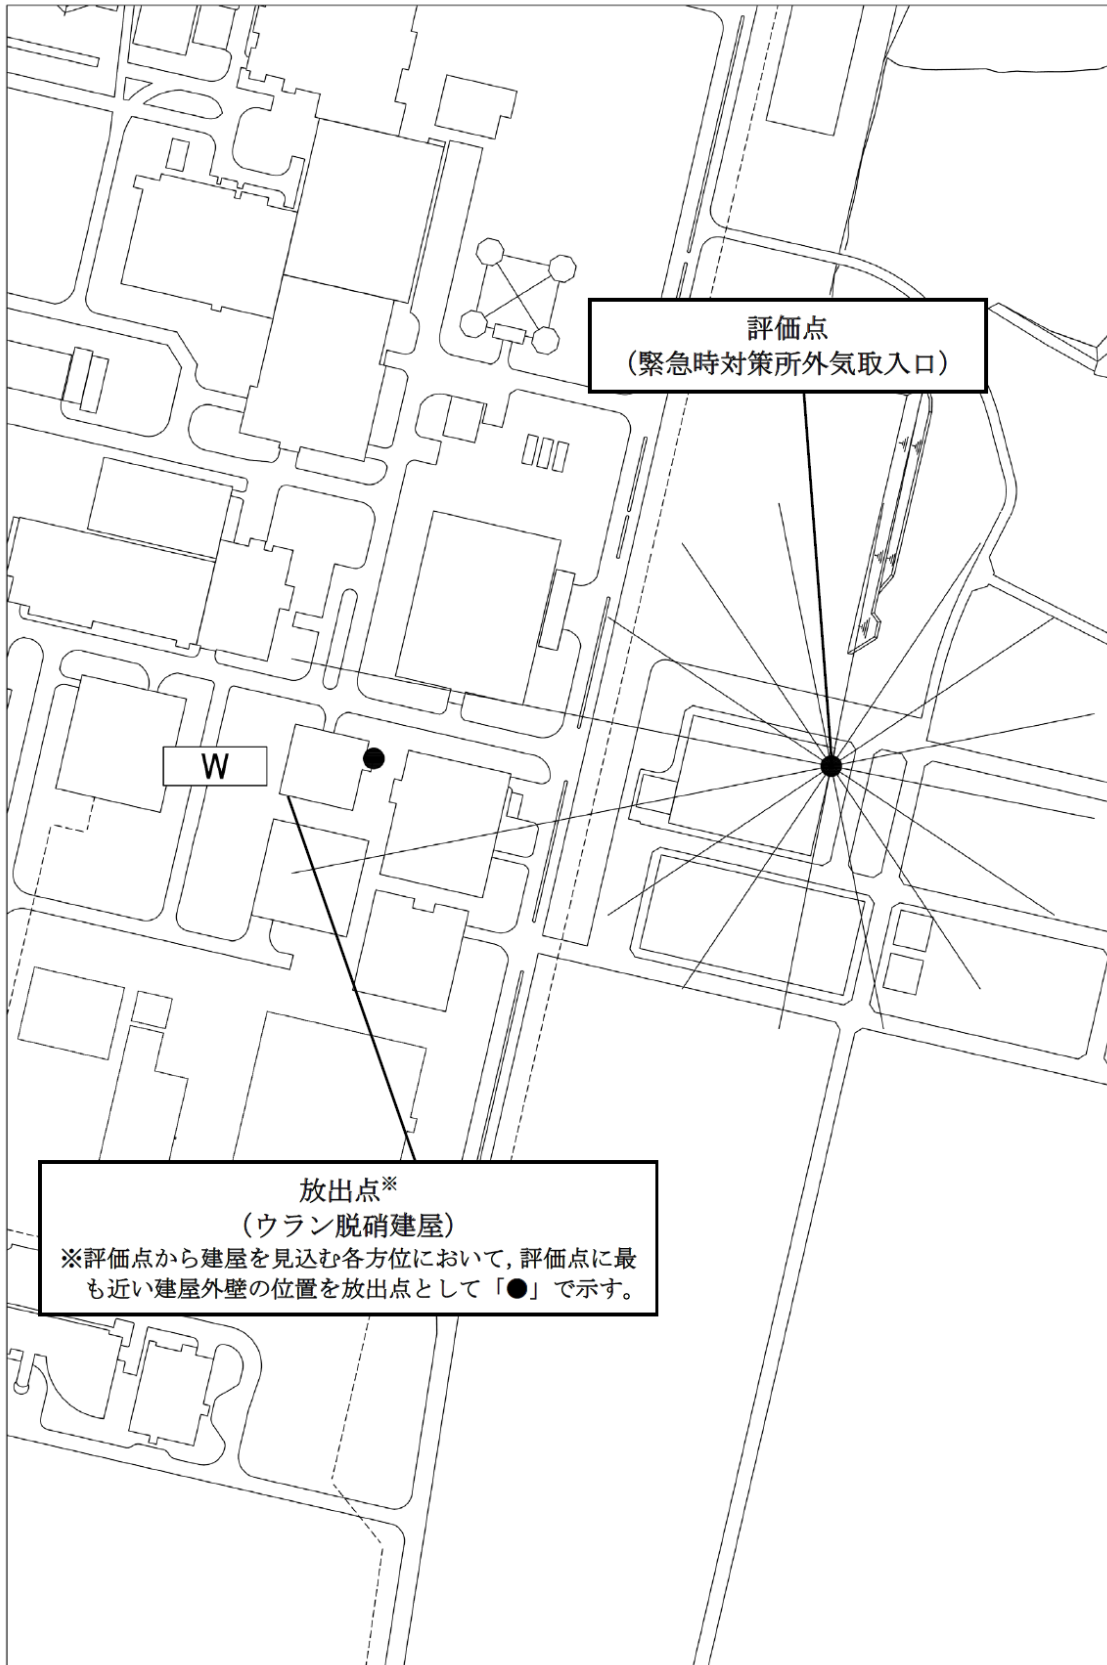 評価点
（緊急時対策所外気取入口）
W
放出点※
（ウラン脱硝建屋）
※評価点から建屋を見込む各方位において，評価点に最
も近い建屋外壁の位置を放出点として「●」で示す。